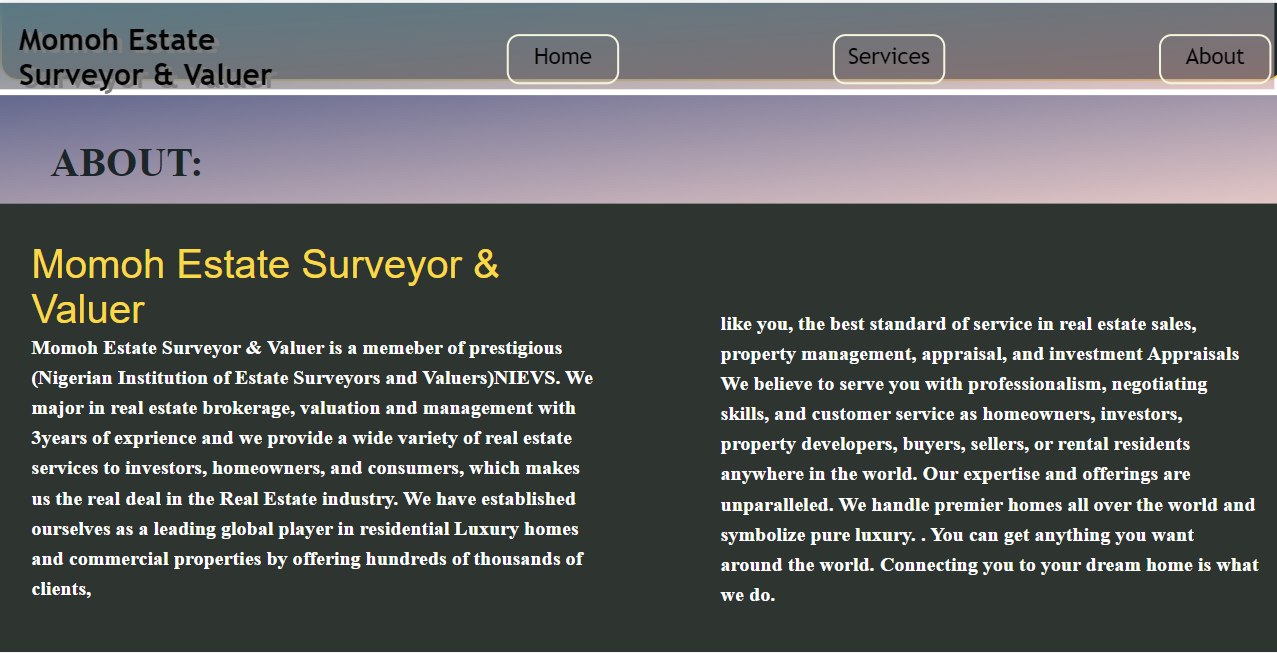 Momoh Estate
Surveyor & Valuer
Home
Services
About
ABOUT:
Momoh Estate Surveyor &
Valuer
Momoh Estate Surveyor & Valuer is a memeber of prestigious
(Nigerian Institution of Estate Surveyors and Valuers)NIEVS. We
major in real estate brokerage, valuation and management with
3years of exprience and we provide a wide variety of real estate
services to investors, homeowners, and consumers, which makes
us the real deal in the Real Estate industry. We have established
ourselves as a leading global player in residential Luxury homes
and commercial properties by offering hundreds of thousands of
clients,
like you, the best standard of service in real estate sales,
property management, appraisal, and investment Appraisals
We believe to serve you with professionalism, negotiating
skills, and customer service as homeowners, investors,
property developers, buyers, sellers, or rental residents
anywhere in the world. Our expertise and offerings are
unparalleled. We handle premier homes all over the world and
symbolize pure luxury. . You can get anything you want
around the world. Connecting you to your dream home is what
we do.